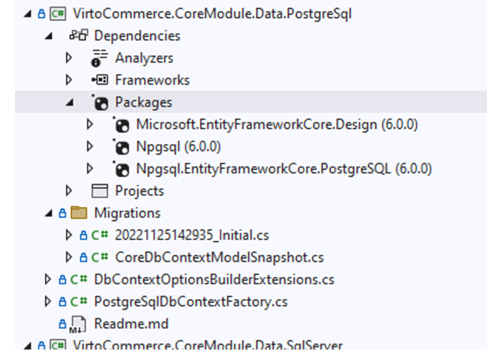 VirtoCommerce.CoreModule.Data.PostgreSql
Dependencies
Analyzers
Frameworks
Packages
Microsoft.EntityFrameworkCore.Design (6.0.0)
Npgsql (6.0.0)
Npgsql.EntityFrameworkCore.PostgreSQL (6.0.0)
Projects
Migrations
C# 20221125142935_Initial.cs
C# CoreDbContextModelSnapshot.cs
C# DbContextOptionsBuilderExtensions.cs
C# PostgreSqlDbContextFactory.cs
Readme.md
C# VirtoCommerce.CoreModule.Data.SqlServer